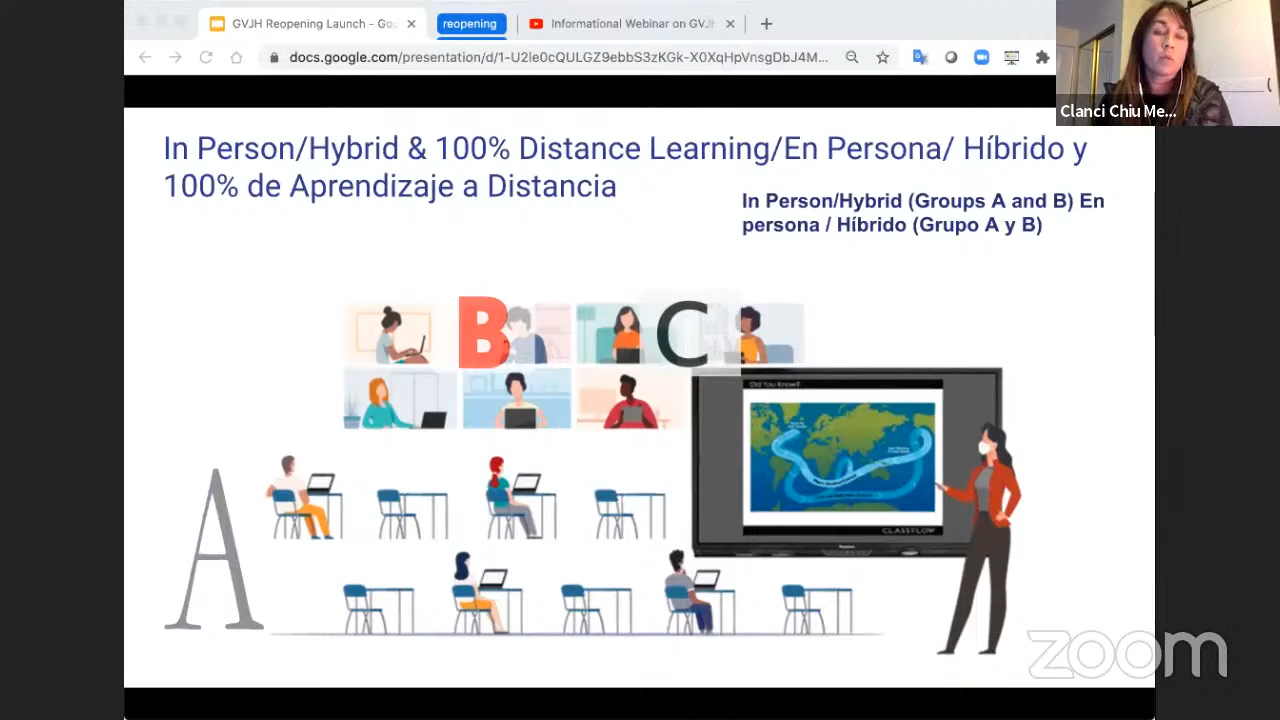 GVJH Reopening Launch - Goo
reopening
Informational Webinar on GVJH
docs.google.com/presentation/d/1-U2le0cQULGZ9ebbS3zKGk-X0XqHpVnsgDbJ4M...
Clanci Chiu Me...
In Person/Hybrid & 100% Distance Learning/En Persona/ Híbrido y
100% de Aprendizaje a Distancia
In Person/Hybrid (Groups A and B) En
persona / Híbrido (Grupo A y B)
B
C
Did You Know?
CLASSFLOW
A
zoom